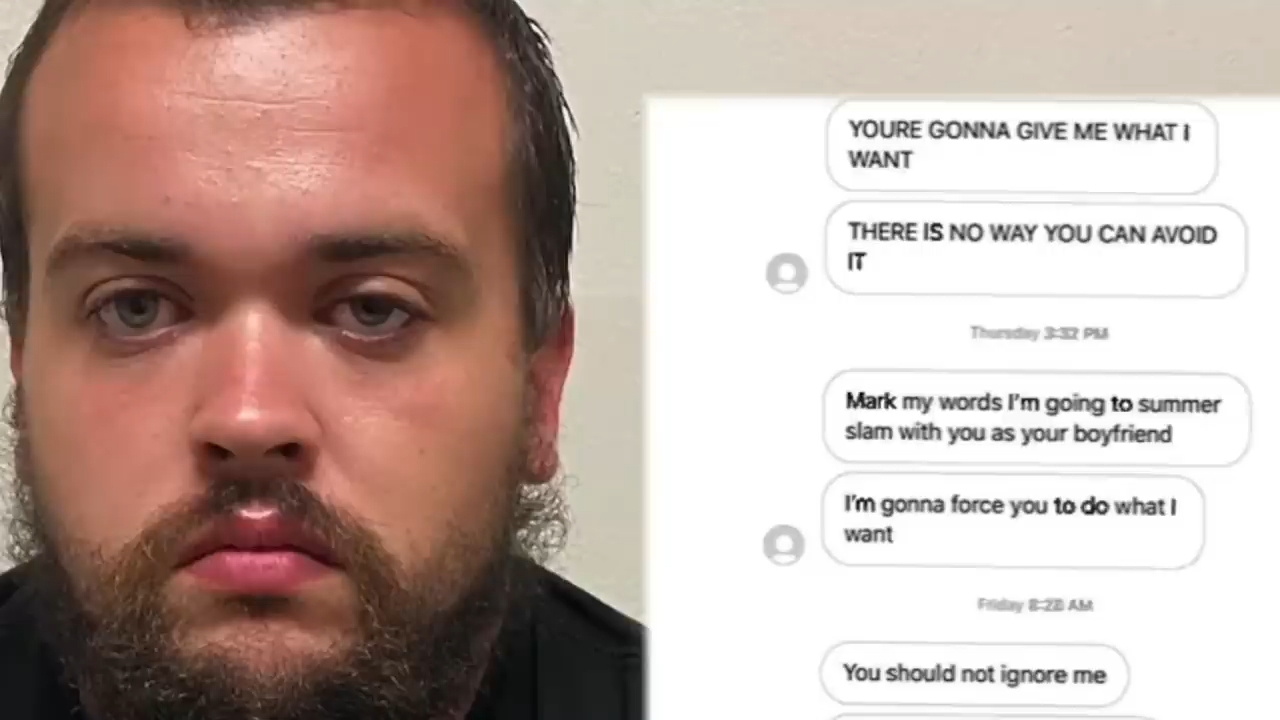 YOURE GONNA GIVE ME WHAT I
WANT
THERE IS NO WAY YOU CAN AVOID
IT
Thursday 3:32 PM
Mark my words I'm going to summer
slam with you as your boyfriend
I'm gonna force you to do what I
want
Friday 8:28 AM
You should not ignore me